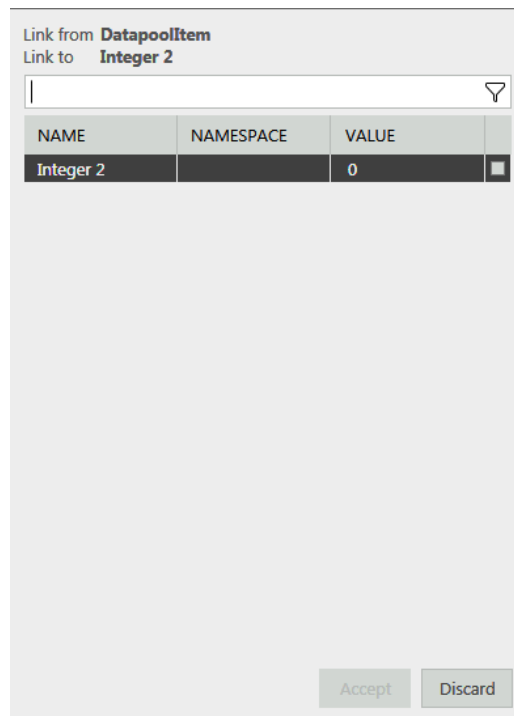 Link from DatapoolItem
Link to Integer 2
NAME NAMESPACE VALUE
Integer 2 0
Accept Discard